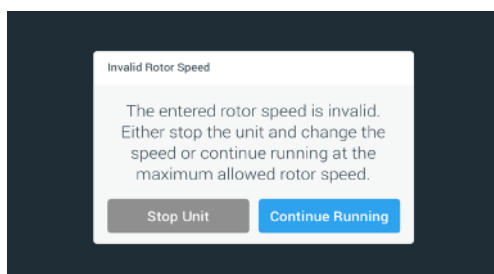 Invalid Rotor Speed
The entered rotor speed is invalid.
Either stop the unit and change the
speed or continue running at the
maximum allowed rotor speed.
Stop Unit
Continue Running